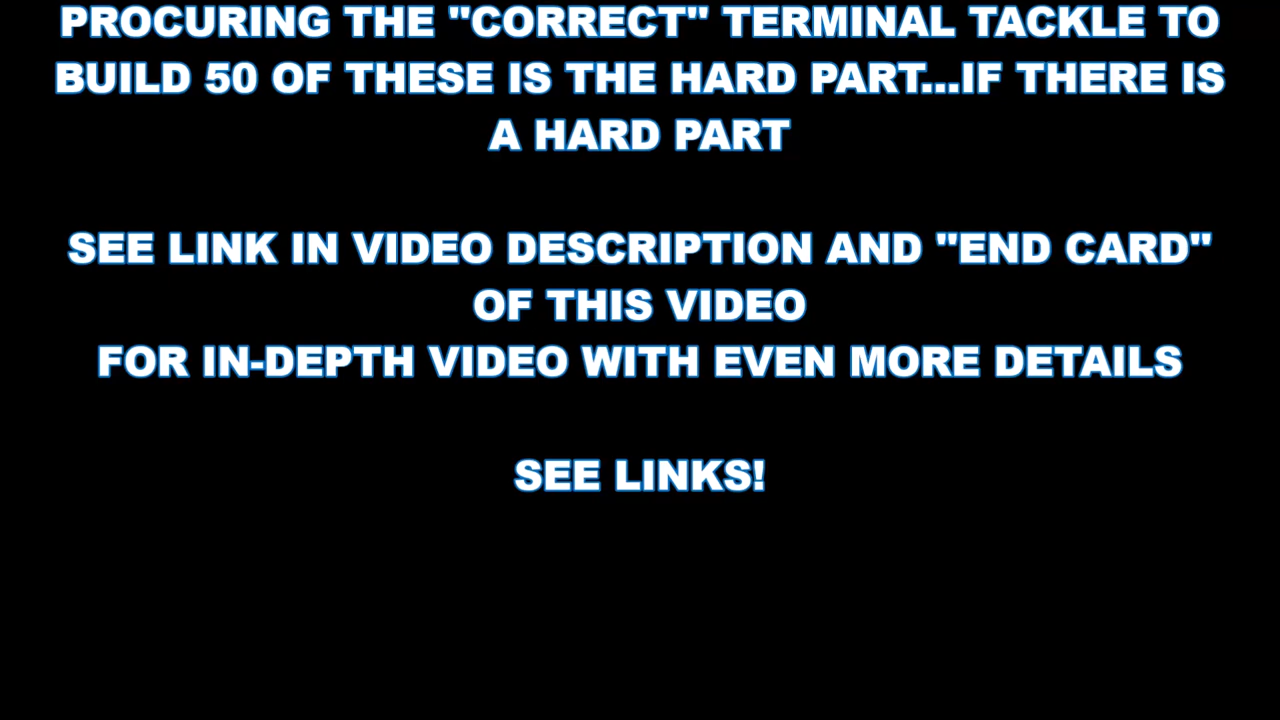 PROCURING THE "CORRECT" TERMINAL TACKLE TO
BUILD 50 OF THESE IS THE HARD PART...IF THERE IS
A HARD PART
SEE LINK IN VIDEO DESCRIPTION AND "END CARD"
OF THIS VIDEO
FOR IN-DEPTH VIDEO WITH EVEN MORE DETAILS
SEE LINKS!